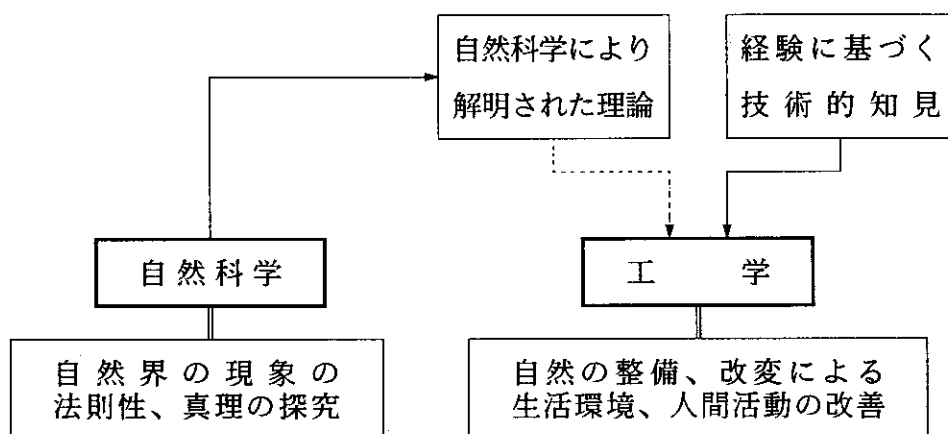 自然科学により
解明された理論
経験に基づく
技術的知見
自然科学
工学
自然界の現象の
法則性、真理の探究
自然の整備、改変による
生活環境、人間活動の改善